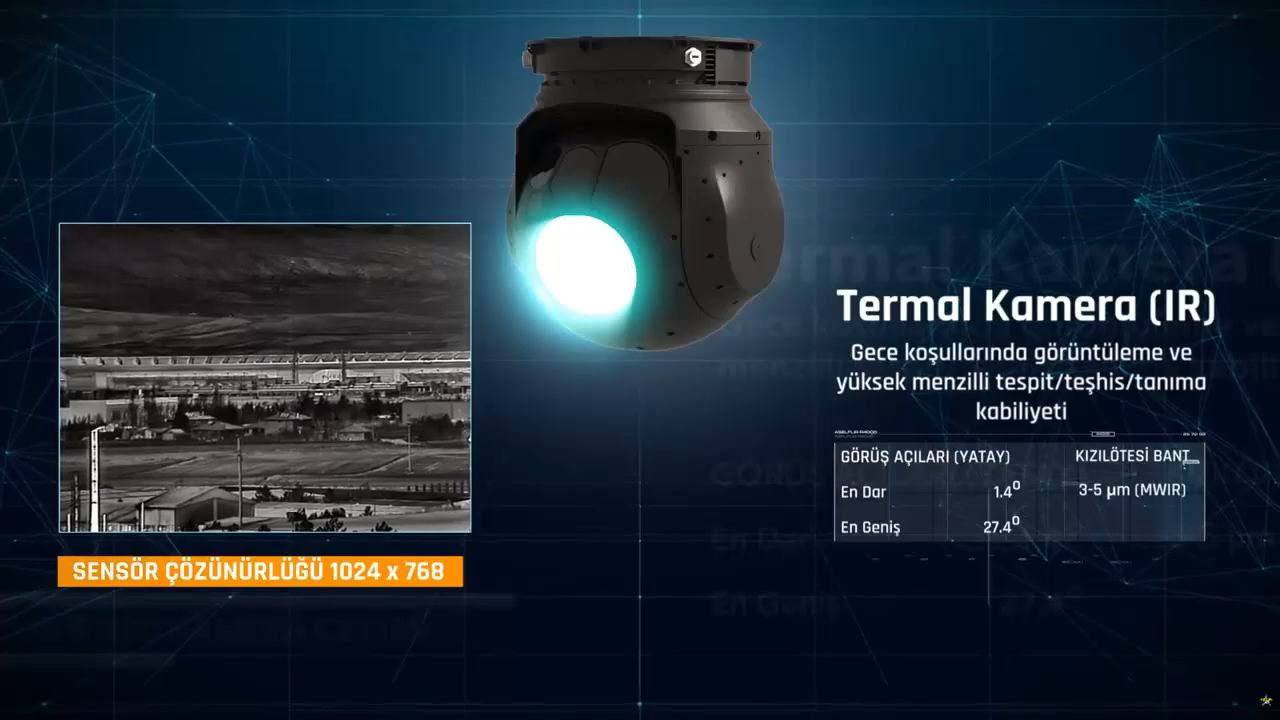 Termal Kamera (IR)
Gece koşullarında görüntüleme ve
yüksek menzilli tespit/teşhis/tanıma
kabiliyeti
GÖRÜŞ AÇILARI (YATAY) KIZILÖTESİ BANT
En Dar 1.4⁰ 3-5 µm (MWIR)
En Geniş 27.4⁰
SENSÖR ÇÖZÜNÜRLÜĞÜ 1024 x 768